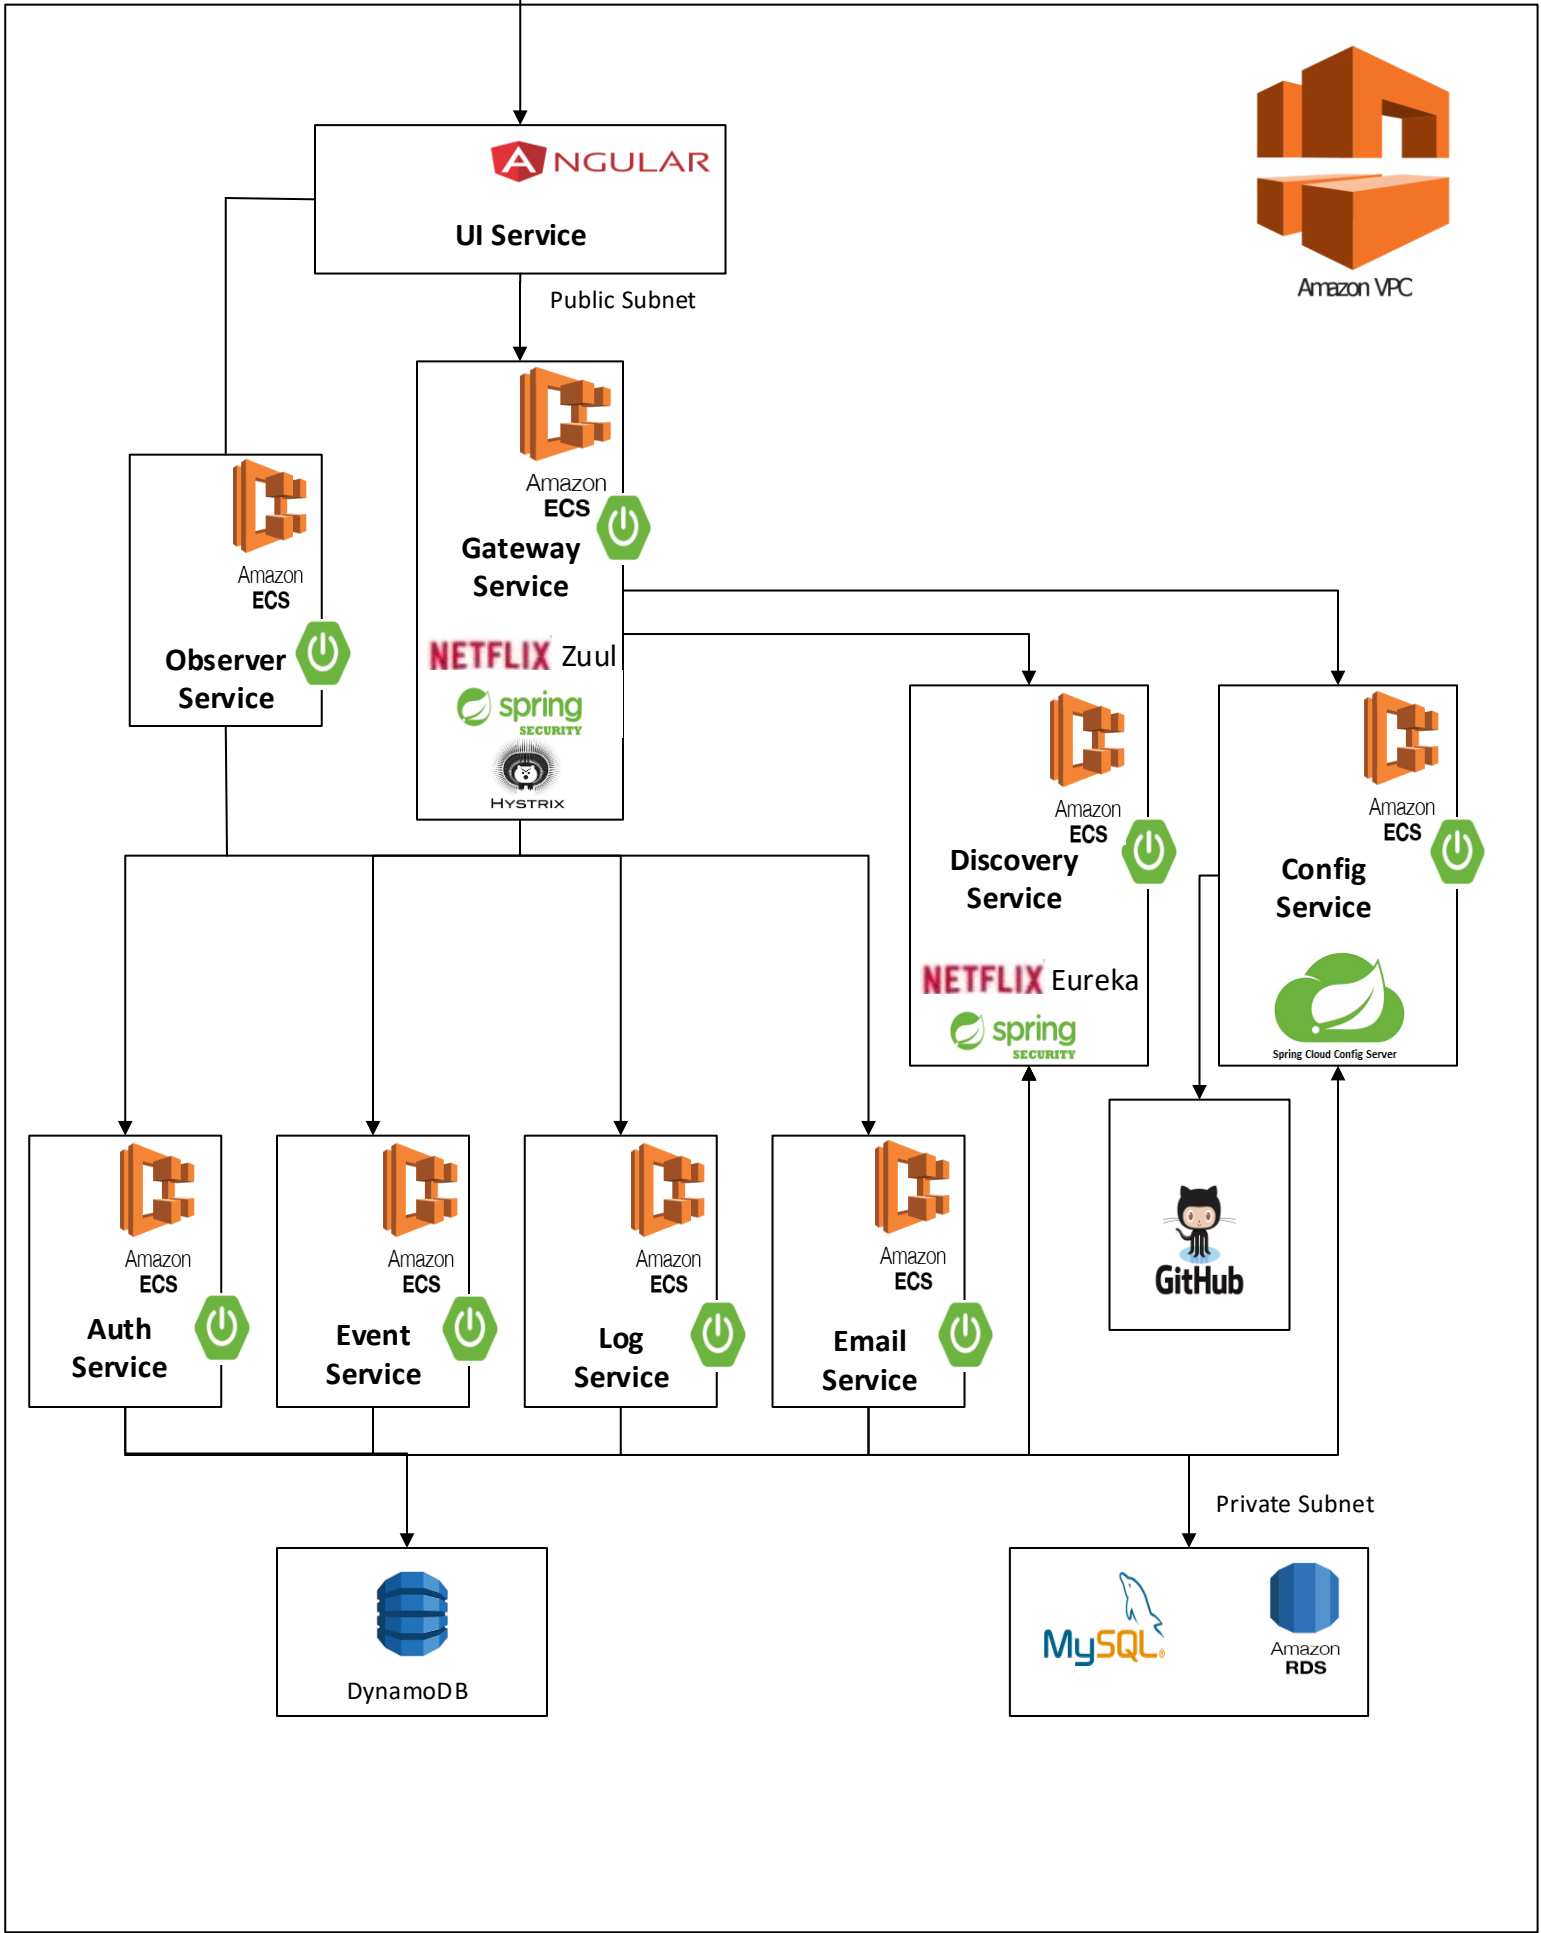 ANGULAR
UI Service
Amazon VPC
Public Subnet
Amazon
ECS
Gateway
Service
NETFLIX Zuul
spring
SECURITY
HYSTRIX
Amazon
ECS
Observer
Service
Amazon
ECS
Discovery
Service
NETFLIX Eureka
spring
SECURITY
Amazon
ECS
Config
Service
Spring Cloud Config Server
GitHub
Amazon
ECS
Auth
Service
Amazon
ECS
Event
Service
Amazon
ECS
Log
Service
Amazon
ECS
Email
Service
Private Subnet
DynamoDB
MySQL®
Amazon
RDS